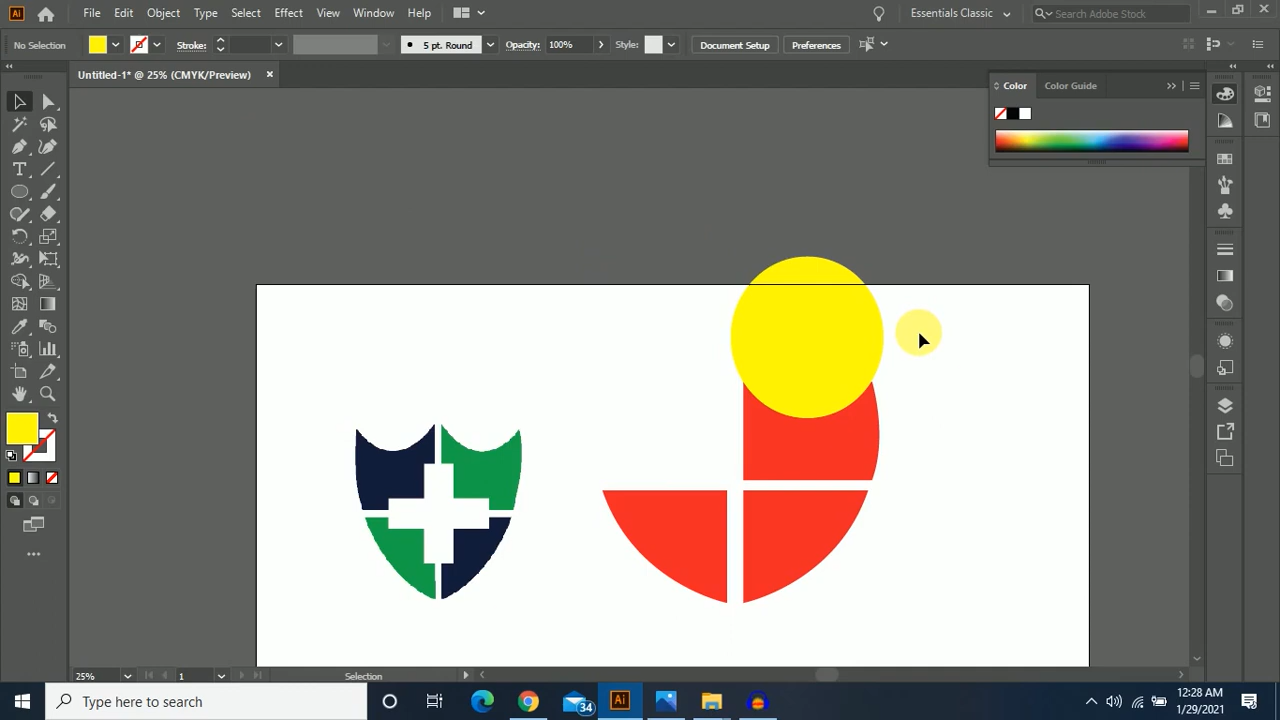 Ai File Edit Object Type Select Effect View Window Help Essentials Classic Search Adobe Stock
No Selection Stroke: 5 pt. Round Opacity: 100% Style: Document Setup Preferences
Untitled-1* @ 25% (CMYK/Preview)
Color Color Guide
25% 1 Selection
Type here to search 34 Ai 12:28 AM
1/29/2021